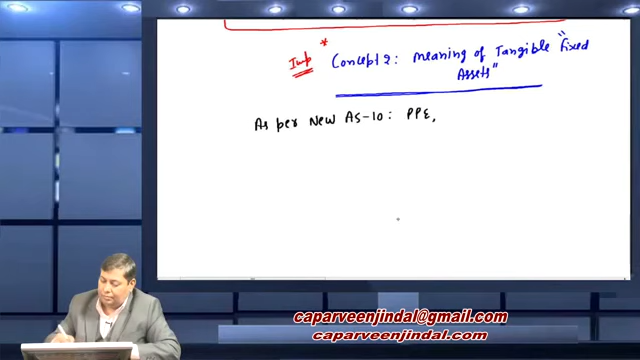 Imp * Concept 2: Meaning of Tangible "Fixed
Assets"
As per New AS-10: PPE,
caparveenjindal@gmail.com
caparveenjindal.com